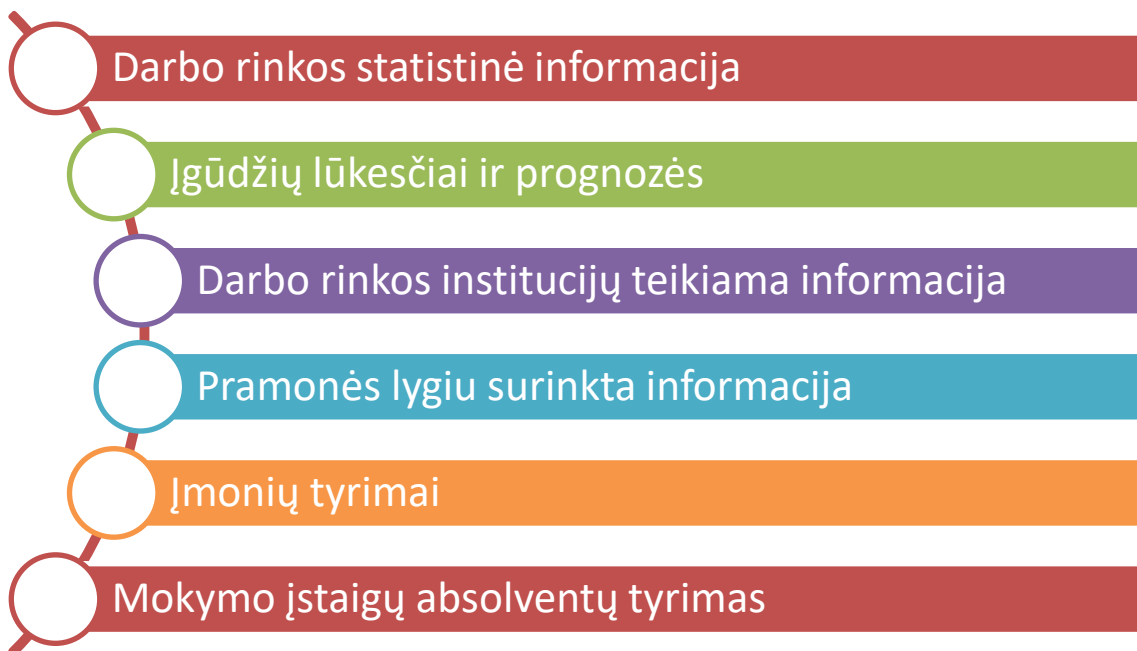 Darbo rinkos statistinė informacija
Įgūdžių lūkesčiai ir prognozės
Darbo rinkos institucijų teikiama informacija
Pramonės lygiu surinkta informacija
Įmonių tyrimai
Mokymo įstaigų absolventų tyrimas